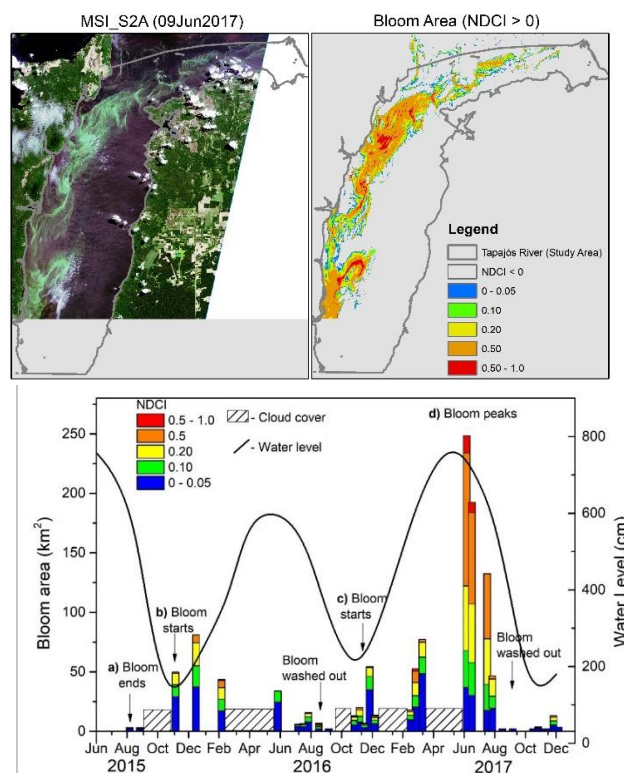 MSI_S2A (09Jun2017)
Bloom Area (NDCI > 0)
Legend
Tapajós River (Study Area)
NDCI < 0
0 - 0.05
0.10
0.20
0.50
0.50 - 1.0
NDCI
0.5 - 1.0
0.5
0.20
0.10
0 - 0.05
- Cloud cover
- Water level
d) Bloom peaks
b) Bloom
starts
a) Bloom
ends
c) Bloom
starts
Bloom
washed out
Bloom
washed out
Bloom area (km²)
250
200
150
100
50
0
Water Level (cm)
800
600
400
200
0
Jun Aug Oct Dec Feb Apr Jun Aug Oct Dec Feb Apr Jun Aug Oct Dec
2015 2016 2017